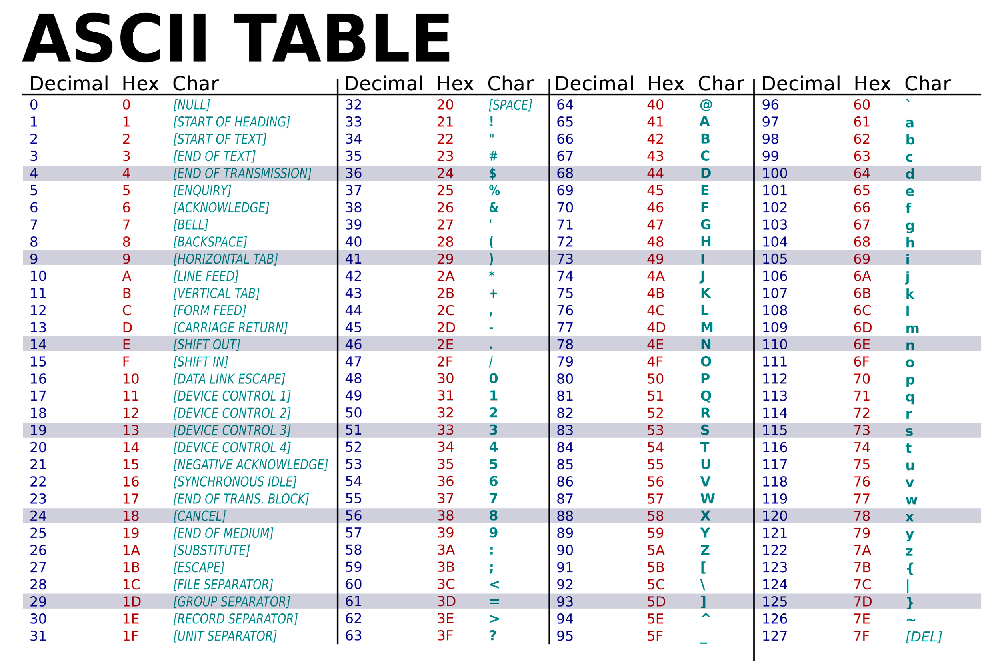 ASCII TABLE
Decimal Hex Char Decimal Hex Char Decimal Hex Char Decimal Hex Char
0 0 [NULL] 32 20 [SPACE] 64 40 @ 96 60 `
1 1 [START OF HEADING] 33 21 ! 65 41 A 97 61 a
2 2 [START OF TEXT] 34 22 " 66 42 B 98 62 b
3 3 [END OF TEXT] 35 23 # 67 43 C 99 63 c
4 4 [END OF TRANSMISSION] 36 24 $ 68 44 D 100 64 d
5 5 [ENQUIRY] 37 25 % 69 45 E 101 65 e
6 6 [ACKNOWLEDGE] 38 26 & 70 46 F 102 66 f
7 7 [BELL] 39 27 ' 71 47 G 103 67 g
8 8 [BACKSPACE] 40 28 ( 72 48 H 104 68 h
9 9 [HORIZONTAL TAB] 41 29 ) 73 49 I 105 69 i
10 A [LINE FEED] 42 2A * 74 4A J 106 6A j
11 B [VERTICAL TAB] 43 2B + 75 4B K 107 6B k
12 C [FORM FEED] 44 2C , 76 4C L 108 6C l
13 D [CARRIAGE RETURN] 45 2D - 77 4D M 109 6D m
14 E [SHIFT OUT] 46 2E . 78 4E N 110 6E n
15 F [SHIFT IN] 47 2F / 79 4F O 111 6F o
16 10 [DATA LINK ESCAPE] 48 30 0 80 50 P 112 70 p
17 11 [DEVICE CONTROL 1] 49 31 1 81 51 Q 113 71 q
18 12 [DEVICE CONTROL 2] 50 32 2 82 52 R 114 72 r
19 13 [DEVICE CONTROL 3] 51 33 3 83 53 S 115 73 s
20 14 [DEVICE CONTROL 4] 52 34 4 84 54 T 116 74 t
21 15 [NEGATIVE ACKNOWLEDGE] 53 35 5 85 55 U 117 75 u
22 16 [SYNCHRONOUS IDLE] 54 36 6 86 56 V 118 76 v
23 17 [END OF TRANS. BLOCK] 55 37 7 87 57 W 119 77 w
24 18 [CANCEL] 56 38 8 88 58 X 120 78 x
25 19 [END OF MEDIUM] 57 39 9 89 59 Y 121 79 y
26 1A [SUBSTITUTE] 58 3A : 90 5A Z 122 7A z
27 1B [ESCAPE] 59 3B ; 91 5B [ 123 7B {
28 1C [FILE SEPARATOR] 60 3C < 92 5C \ 124 7C |
29 1D [GROUP SEPARATOR] 61 3D = 93 5D ] 125 7D }
30 1E [RECORD SEPARATOR] 62 3E > 94 5E ^ 126 7E ~
31 1F [UNIT SEPARATOR] 63 3F ? 95 5F _ 127 7F [DEL]